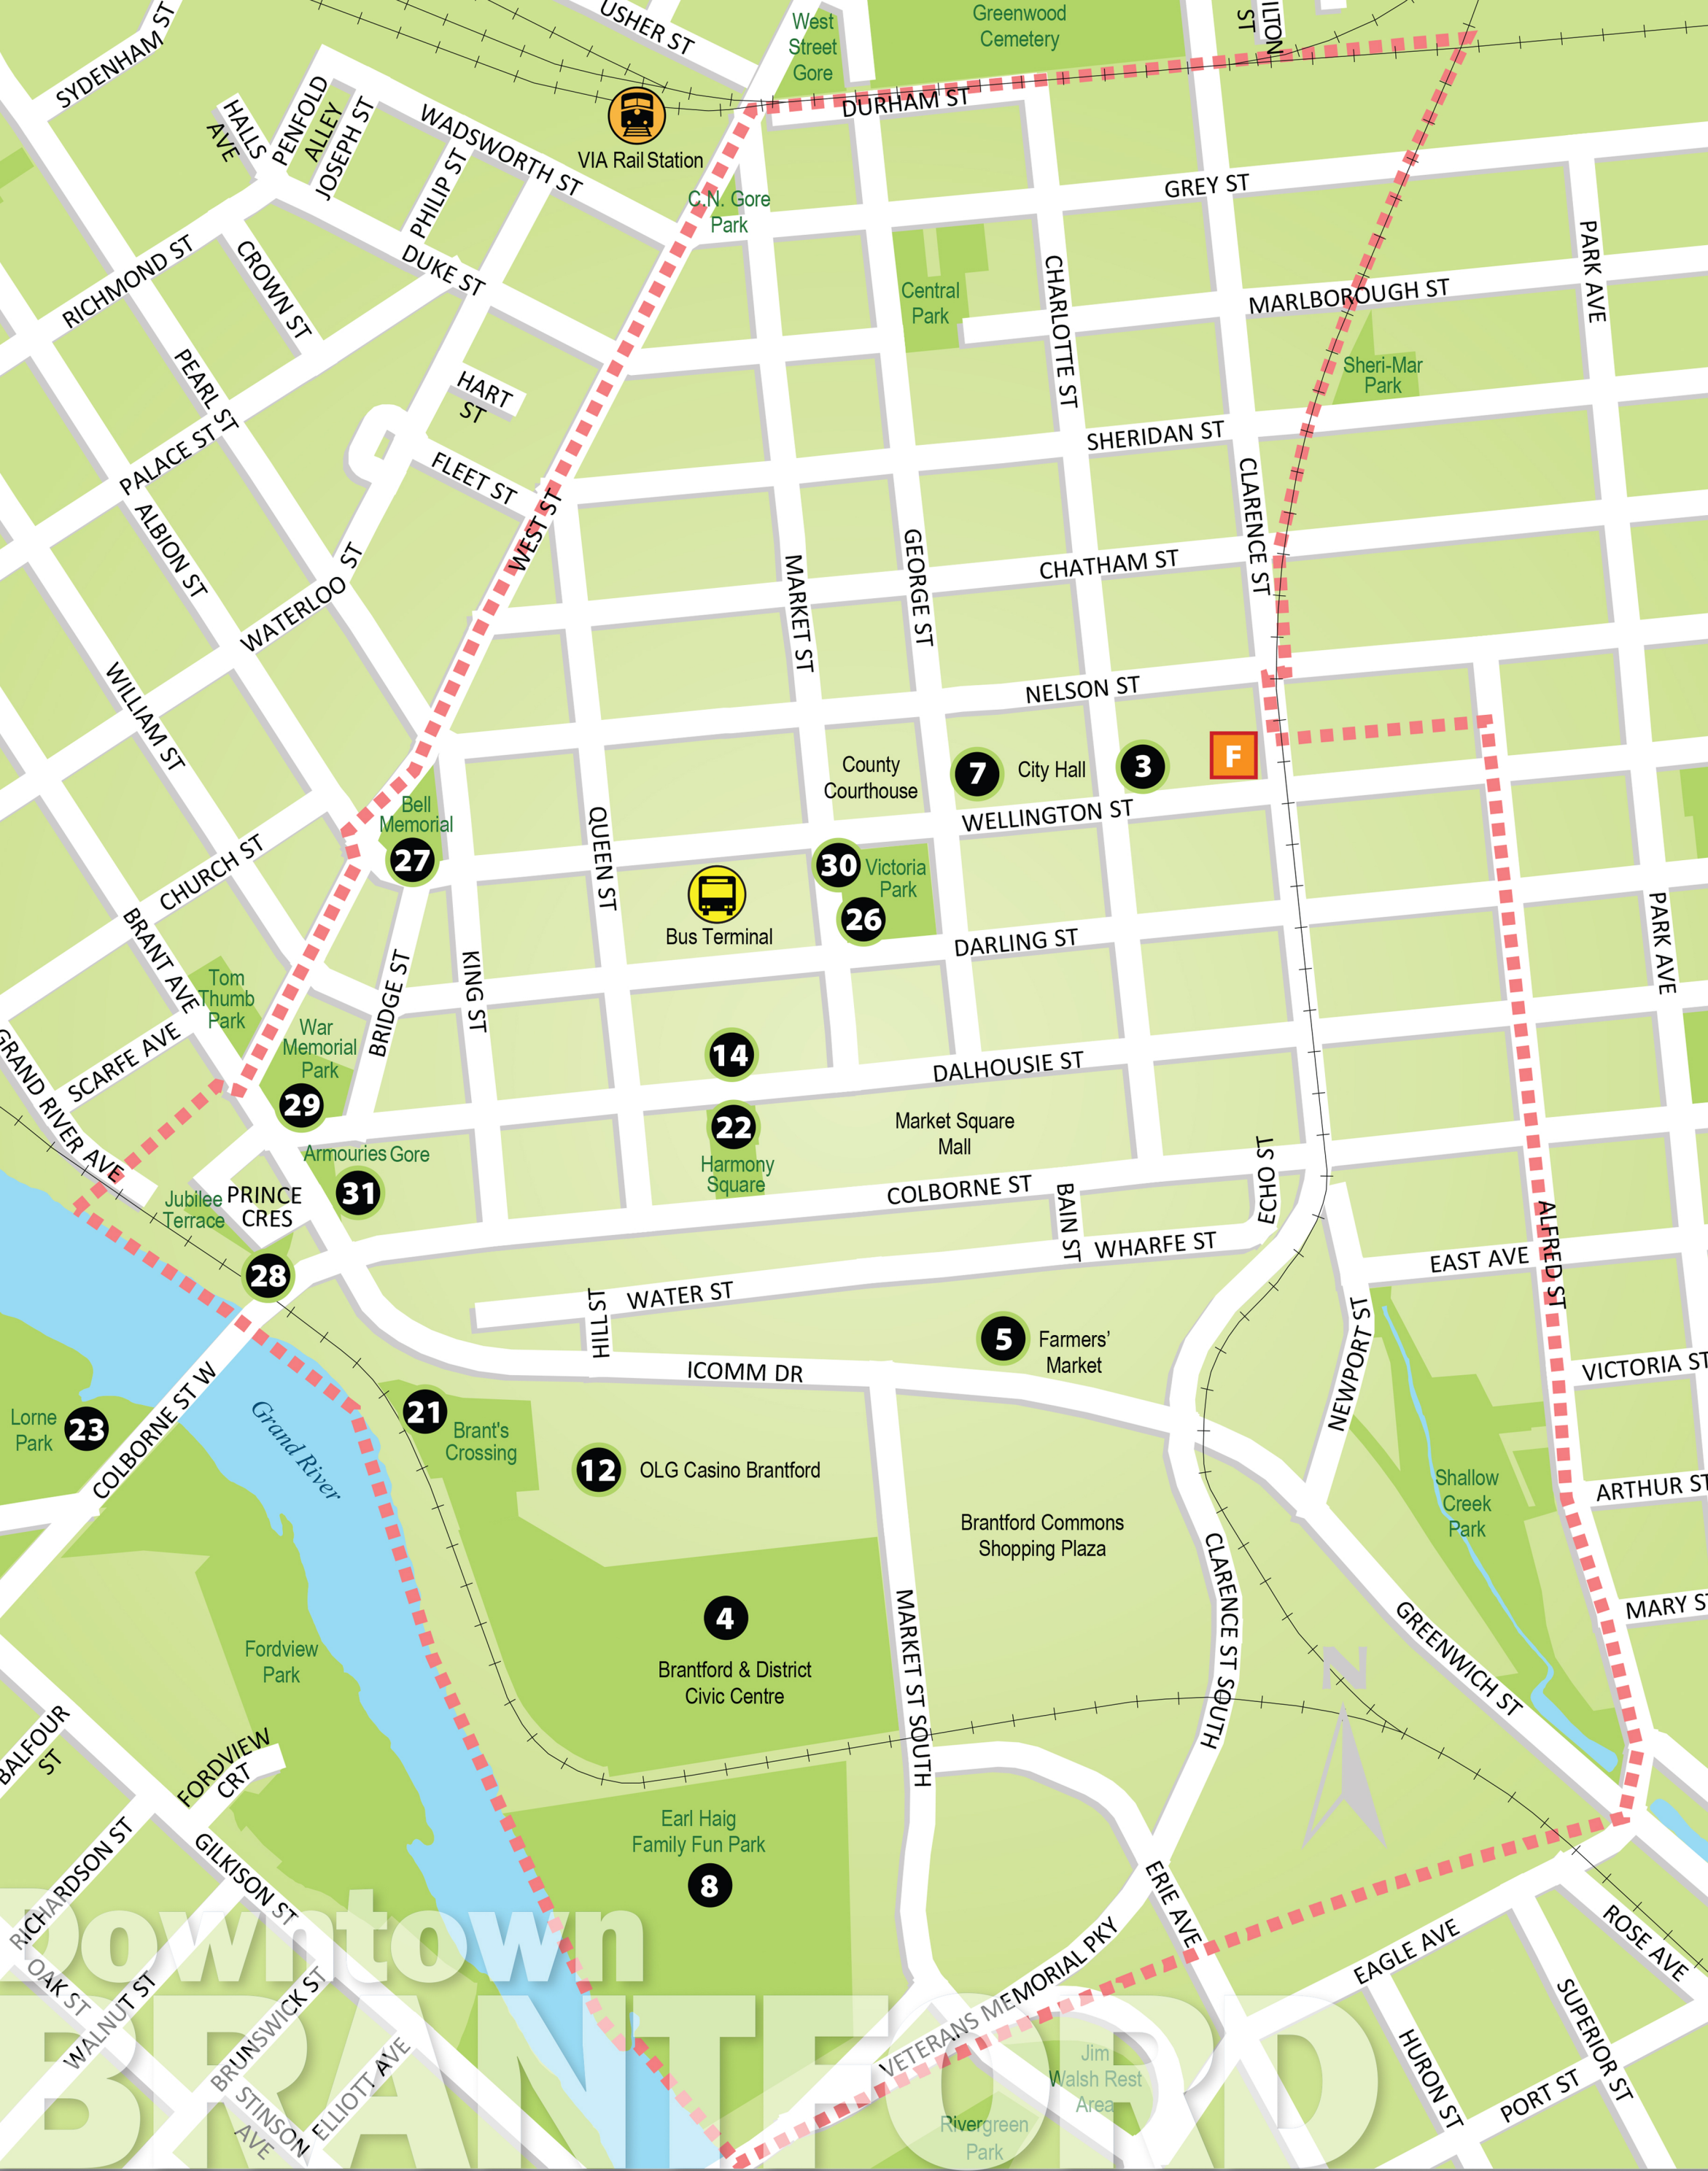 SYDENHAM ST
USHER ST
West
Street
Gore
Greenwood
Cemetery
ILTON
ST
HALLS
AVE
PENFOLD
ALLEY
JOSEPH ST
WADSWORTH ST
PHILIP ST
VIA Rail Station
DURHAM ST
C.N. Gore
Park
GREY ST
PARK AVE
RICHMOND ST
CROWN ST
DUKE ST
Central
Park
CHARLOTTE ST
MARLBOROUGH ST
Sheri-Mar
Park
PEARL ST
HART
ST
PALACE ST
FLEET ST
SHERIDAN ST
CLARENCE ST
ALBION ST
WEST ST
WATERLOO ST
MARKET ST
GEORGE ST
CHATHAM ST
WILLIAM ST
NELSON ST
County
Courthouse
7
City Hall
3
F
Bell
Memorial
27
QUEEN ST
WELLINGTON ST
CHURCH ST
30
Victoria
Park
26
Bus Terminal
BRANT AVE
KING ST
DARLING ST
PARK AVE
Tom
Thumb
Park
BRIDGE ST
War
Memorial
Park
29
GRAND RIVER AVE
SCARFE AVE
14
DALHOUSIE ST
22
Harmony
Square
Market Square
Mall
Armouries Gore
31
PRINCE
CRES
Jubilee
Terrace
COLBORNE ST
BAIN ST
ECHO ST
WHARFE ST
ALFRED ST
EAST AVE
28
WATER ST
HILL ST
5
Farmers'
Market
NEWPORT ST
ICOMM DR
VICTORIA ST
COLBORNE ST W
Lorne
Park
23
Grand River
21
Brant's
Crossing
12
OLG Casino Brantford
Shallow
Creek
Park
ARTHUR ST
Brantford Commons
Shopping Plaza
CLARENCE ST SOUTH
MARY ST
GREENWICH ST
4
Brantford & District
Civic Centre
MARKET ST SOUTH
N
Fordview
Park
BALFOUR
ST
FORDVIEW
CRT
Earl Haig
Family Fun Park
8
RICHARDSON ST
GILKISON ST
ERIE AVE
EAGLE AVE
ROSE AVE
OAK ST
WALNUT ST
BRUNSWICK ST
STINSON
AVE
ELLIOTT AVE
VETERANS MEMORIAL PKY
Jim
Walsh Rest
Area
Rivergreen
Park
HURON ST
SUPERIOR ST
PORT ST
Downtown
BRANTFORD